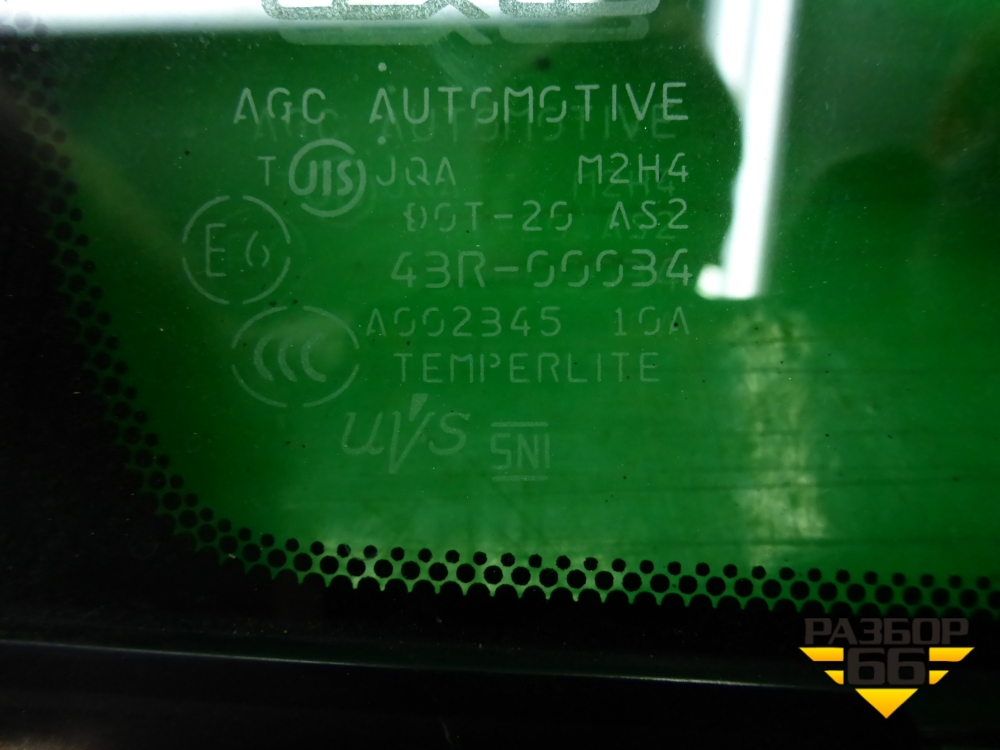 AGC AUTOMOTIVE
T JIS JQA M2H4
DOT-20 AS2
E6 43R-00034
CCC A002345 10A
TEMPERLITE
UVS SNI
РАЗБОР
66